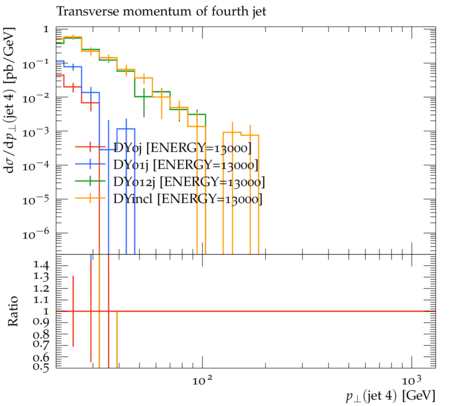 Transverse momentum of fourth jet
dσ/dp⊥(jet 4) [pb/GeV]
1
10⁻¹
10⁻²
10⁻³
10⁻⁴
10⁻⁵
10⁻⁶
DY0j [ENERGY=13000]
DY01j [ENERGY=13000]
DY012j [ENERGY=13000]
DYincl [ENERGY=13000]
Ratio
1.4
1.3
1.2
1.1
1
0.9
0.8
0.7
0.6
0.5
10²
10³
p⊥(jet 4) [GeV]